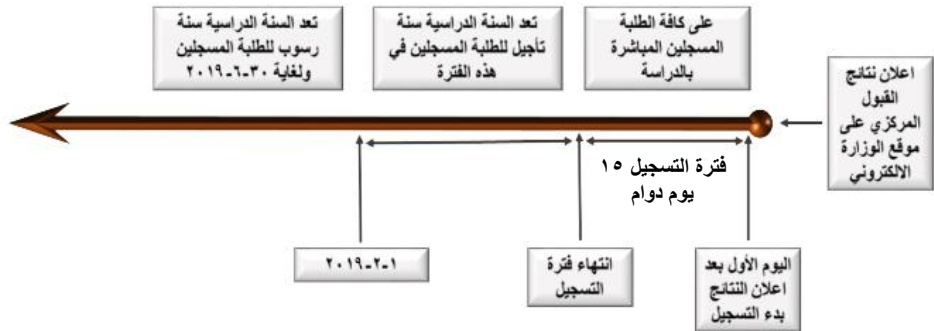 على كافة الطلبة
المسجلين المباشرة
بالدراسة
تعد السنة الدراسية سنة
تأجيل للطلبة المسجلين في
هذه الفترة
تعد السنة الدراسية سنة
رسوب للطلبة المسجلين
ولغاية ٣٠-٦-٢٠١٩
اعلان نتائج
القبول
المركزي على
موقع الوزارة
الالكتروني
فترة التسجيل ١٥
يوم دوام
اليوم الأول بعد
اعلان النتائج
بدء التسجيل
انتهاء فترة
التسجيل
١-٢-٢٠١٩